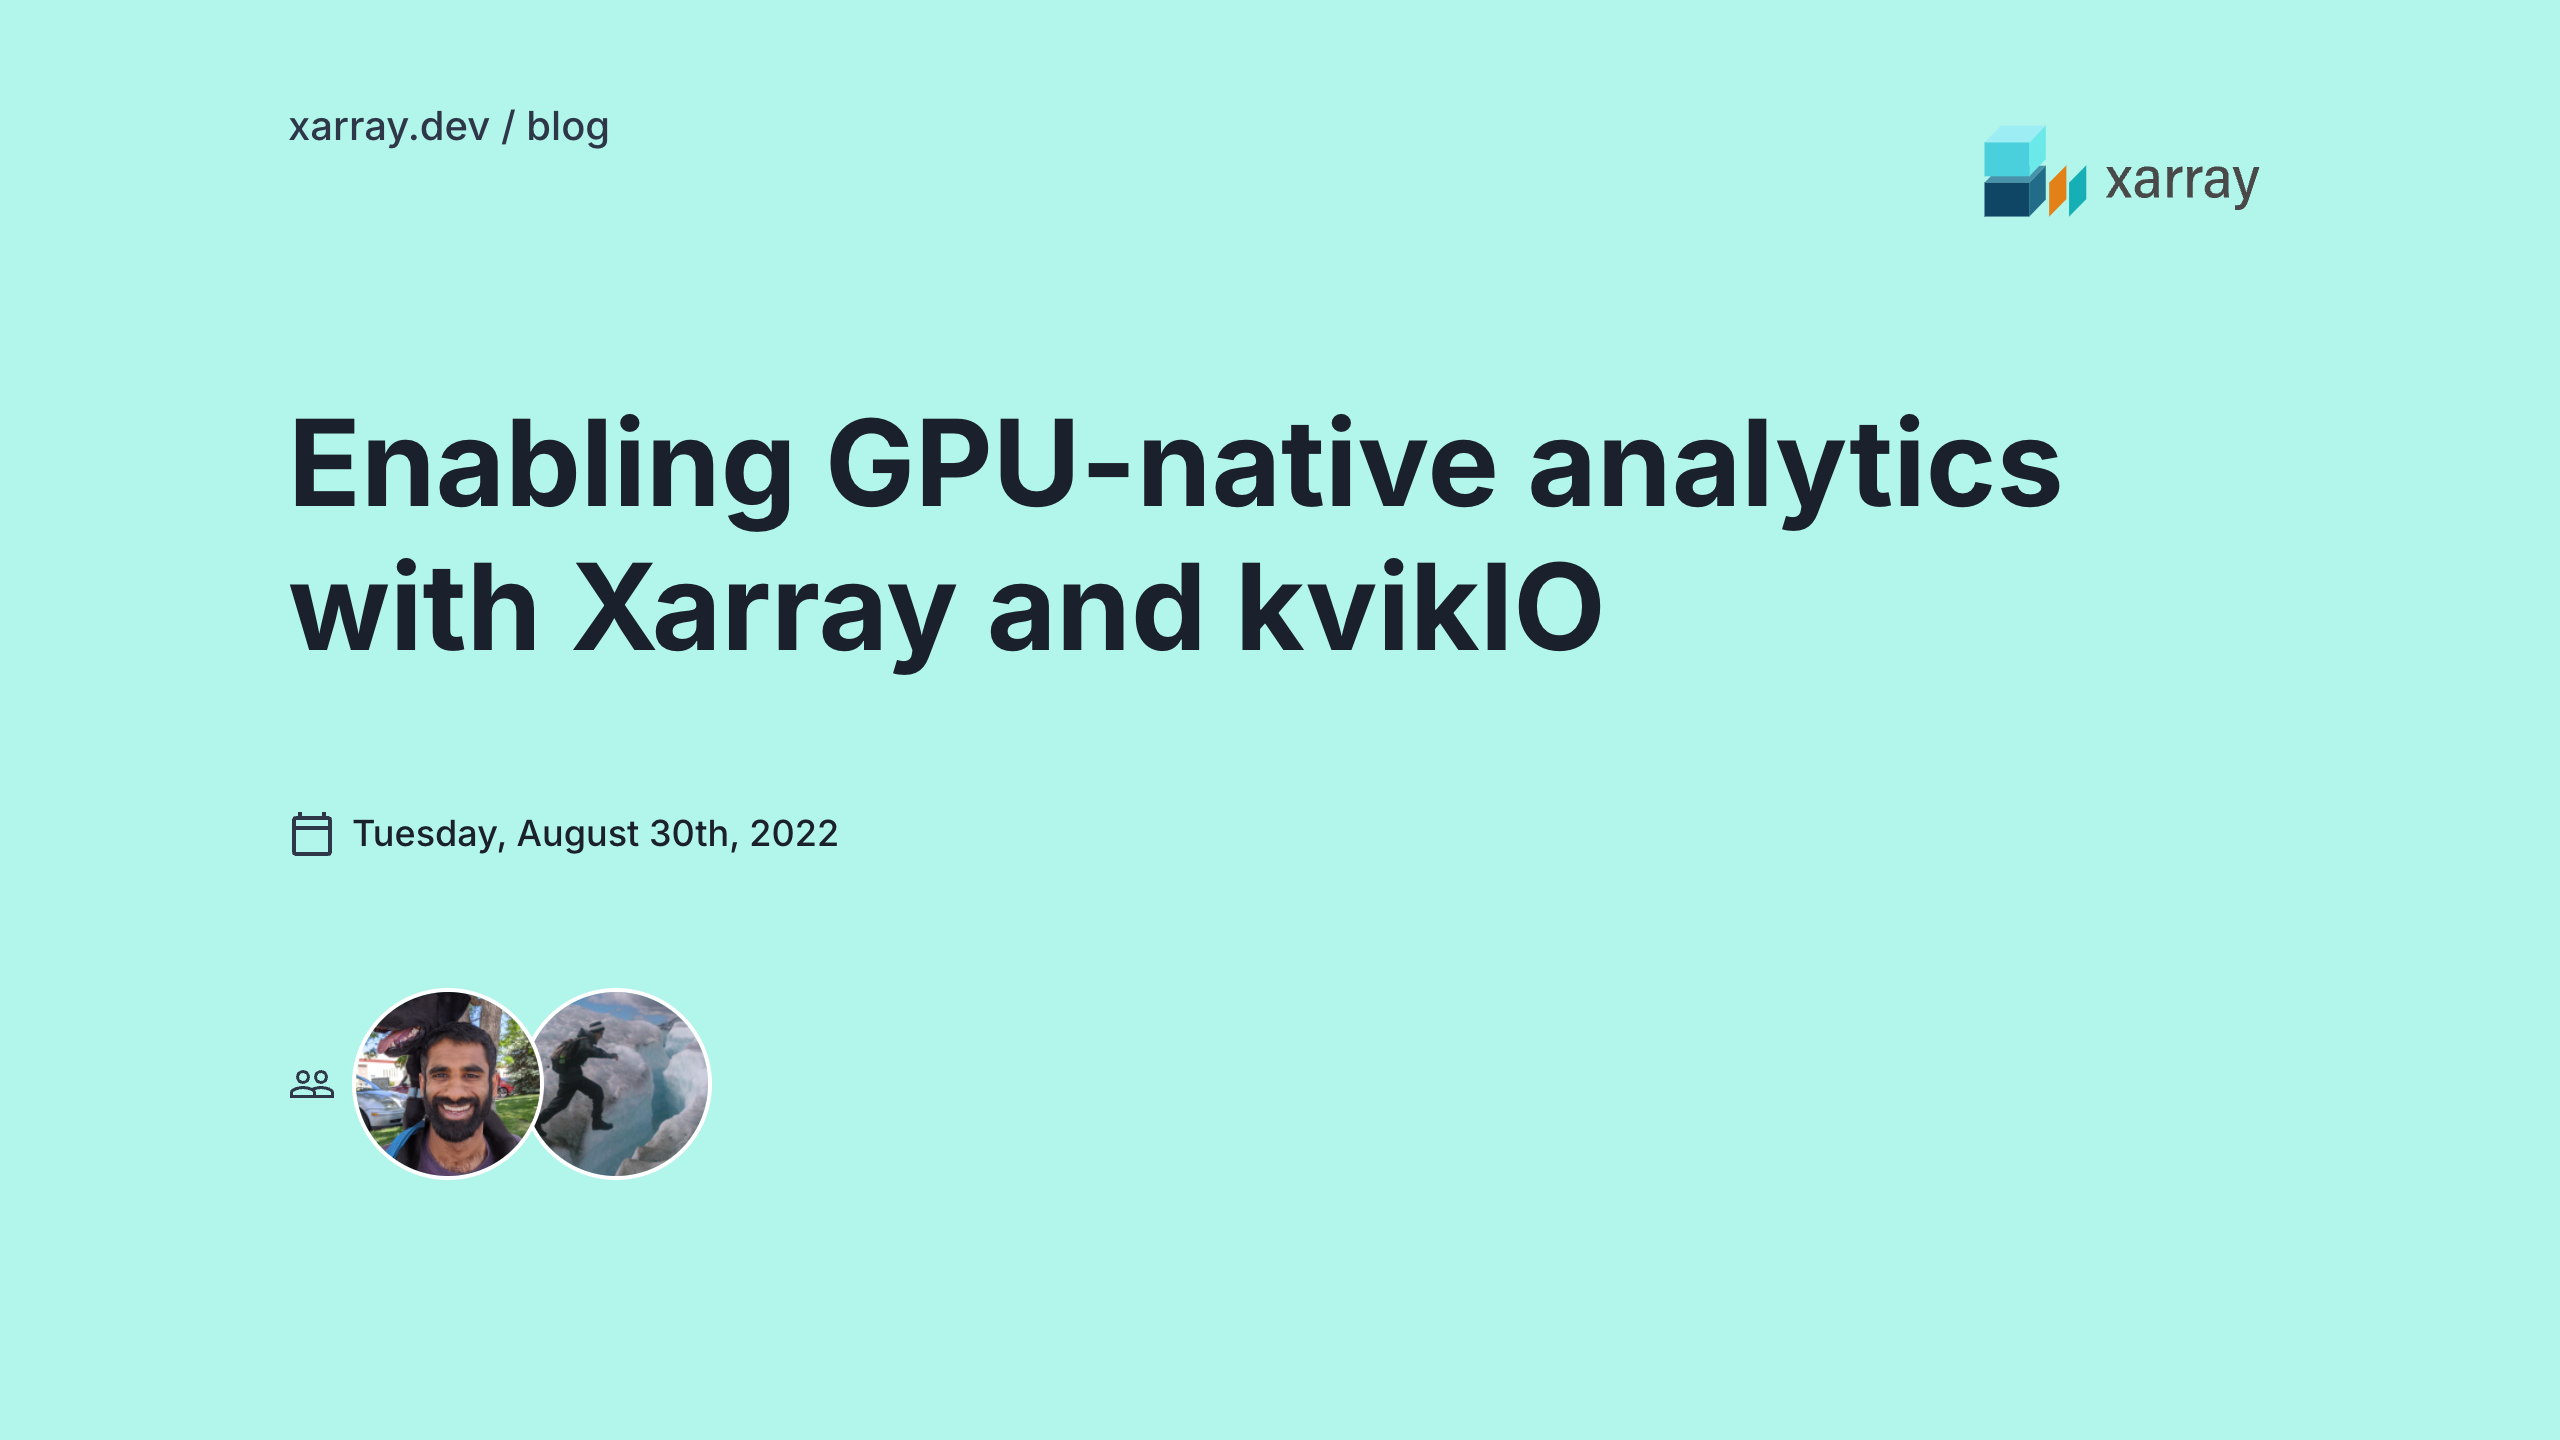 xarray.dev / blog
xarray
Enabling GPU-native analytics
with Xarray and kvikIO
Tuesday, August 30th, 2022